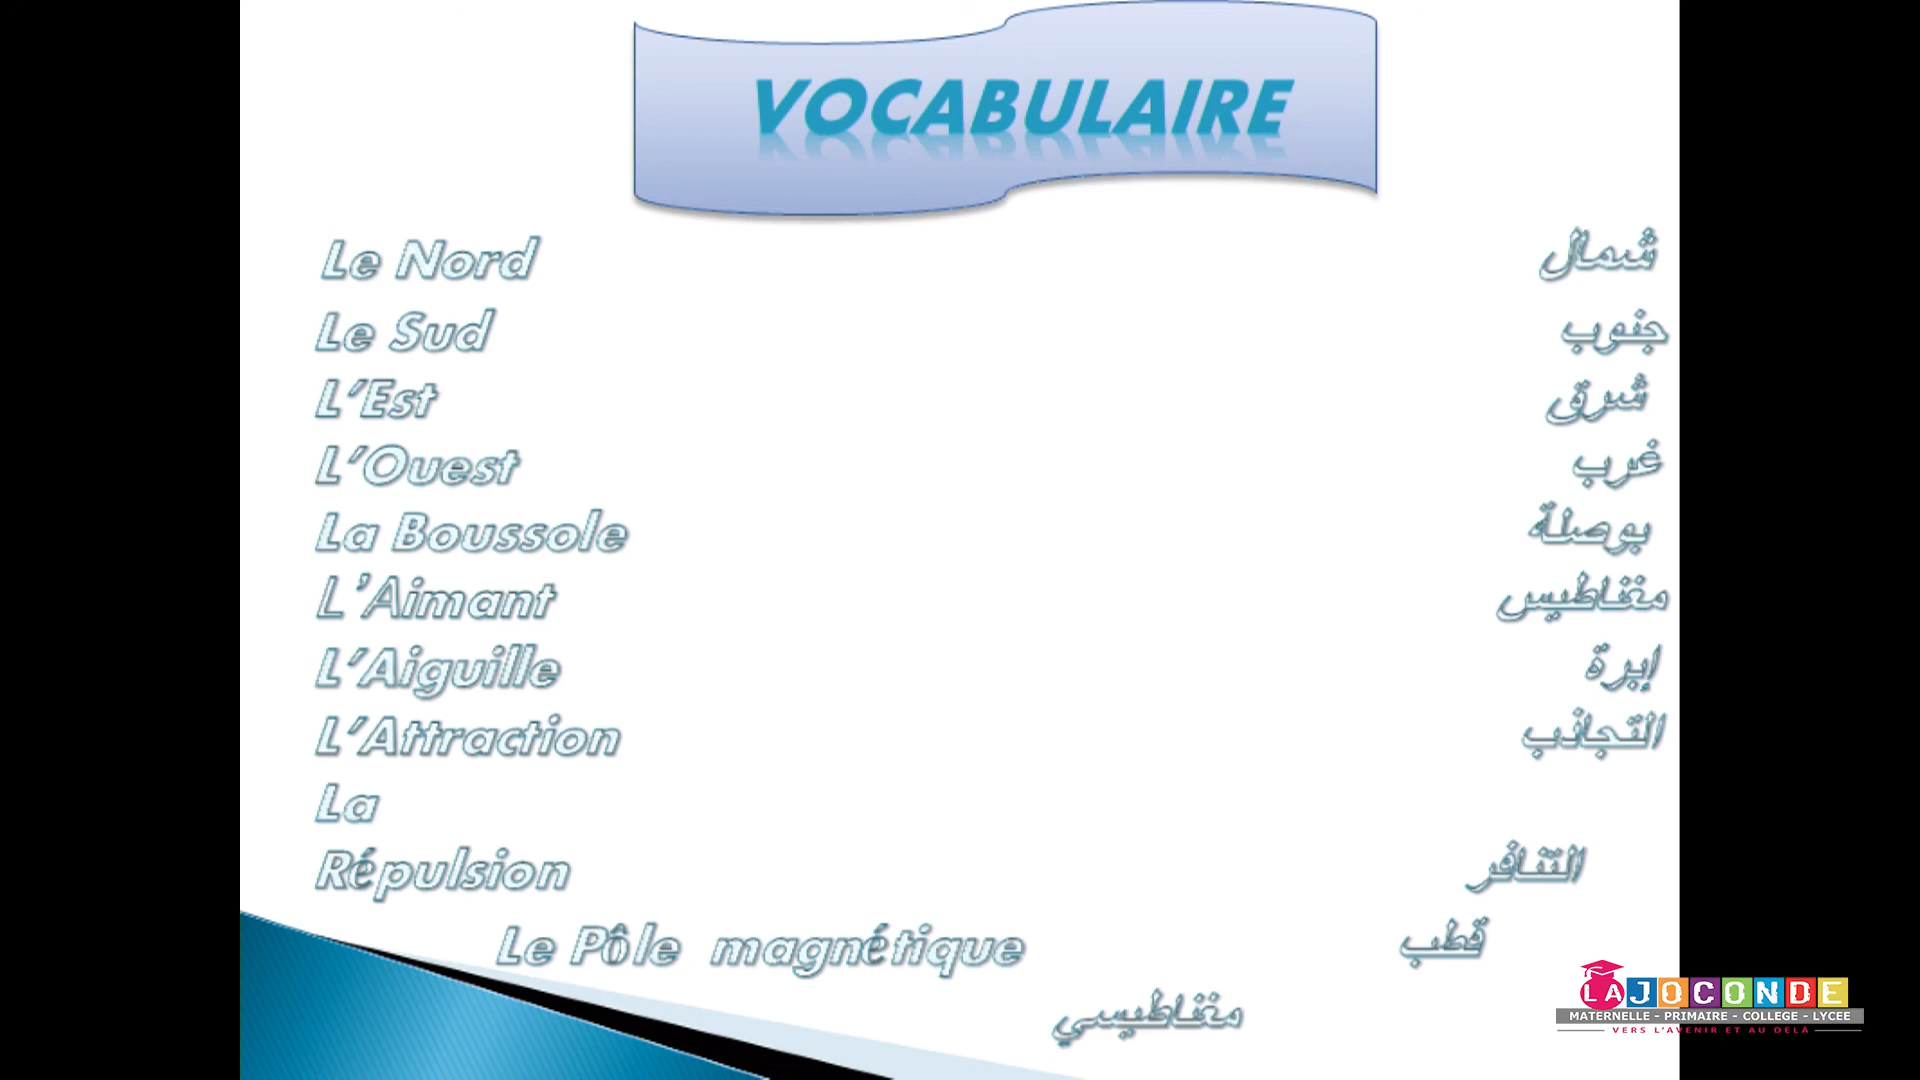 VOCABULAIRE
Le Nord شمال
Le Sud جنوب
L'Est شرق
L'Ouest غرب
La Boussole بوصلة
L'Aimant مغناطيس
L'Aiguille إبرة
L'Attraction التجاذب
La
Répulsion التنافر
Le Pôle magnétique قطب
مغناطيسي
LAJOCONDE
MATERNELLE - PRIMAIRE - COLLEGE - LYCEE
VERS L'AVENIR ET AU DELÀ